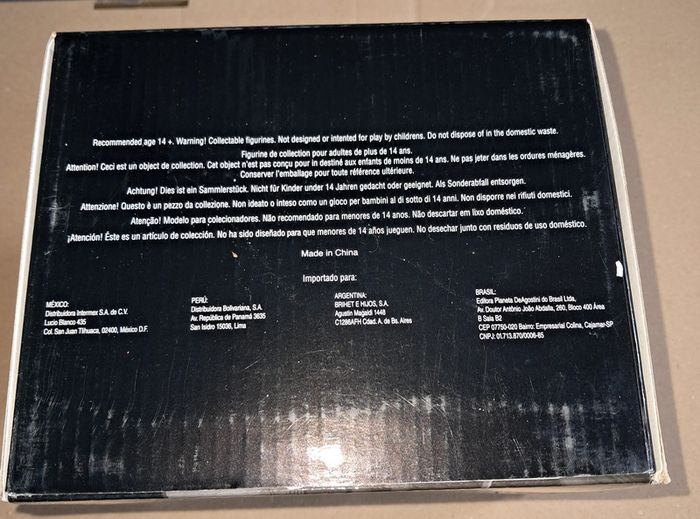 Recommended age 14 +. Warning! Collectable figurines. Not designed or intented for play by childrens. Do not dispose of in the domestic waste.
Figurine de collection pour adultes de plus de 14 ans.
Attention! Ceci est un object de collection. Cet object n'est pas conçu pour in destiné aux enfants de moins de 14 ans. Ne pas jeter dans les ordures ménagères.
Conserver l'emballage pour toute référence ultérieure.
Achtung! Dies ist ein Sammlerstück. Nicht für Kinder under 14 Jahren gedacht oder geeignet. Als Sonderabfall entsorgen.
Attenzione! Questo è un pezzo da collezione. Non ideato o inteso como un gioco per bambini al di sotto di 14 anni. Non disporre nei rifiuti domestici.
Atenção! Modelo para colecionadores. Não recomendado para menores de 14 anos. Não descartar em lixo doméstico.
¡Atención! Éste es un artículo de colección. No ha sido diseñado para que menores de 14 años jueguen. No desechar junto con residuos de uso doméstico.
Made in China
Importado para:
MÉXICO:
Distribuidora Intermex S.A. de C.V.
Lucio Blanco 435
Col. San Juan Tlihuaca, 02400, México D.F.
PERÚ:
Distribuidora Bolivariana, S.A.
Av. República de Panamá 3635
San Isidro 15036, Lima
ARGENTINA:
BRIHET E HIJOS, S.A.
Agustín Magaldi 1448
C1286AFH Cdad. A. de Bs. Aires
BRASIL:
Editora Planeta DeAgostini do Brasil Ltda,
Av. Doutor Antônio João Abdalla, 260, Bloco 400 Área
B Sala B2
CEP 07750-020 Bairro: Empresarial Colina, Cajamar-SP
CNPJ: 01.713.870/0006-85